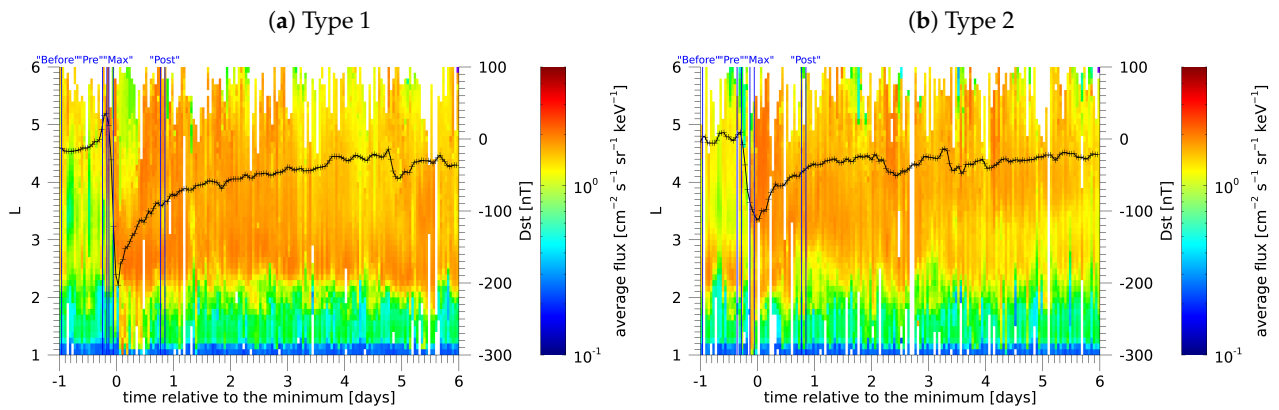 (a) Type 1
(b) Type 2
"Before" "Pre" "Max" "Post"
6
5
4
3
2
1
L
-1 0 1 2 3 4 5 6
time relative to the minimum [days]
100
0
-100
-200
-300
Dst [nT]
10⁰
10⁻¹
average flux [cm⁻² s⁻¹ sr⁻¹ keV⁻¹]
"Before" "Pre" "Max" "Post"
6
5
4
3
2
1
L
-1 0 1 2 3 4 5 6
time relative to the minimum [days]
100
0
-100
-200
-300
Dst [nT]
10⁰
10⁻¹
average flux [cm⁻² s⁻¹ sr⁻¹ keV⁻¹]